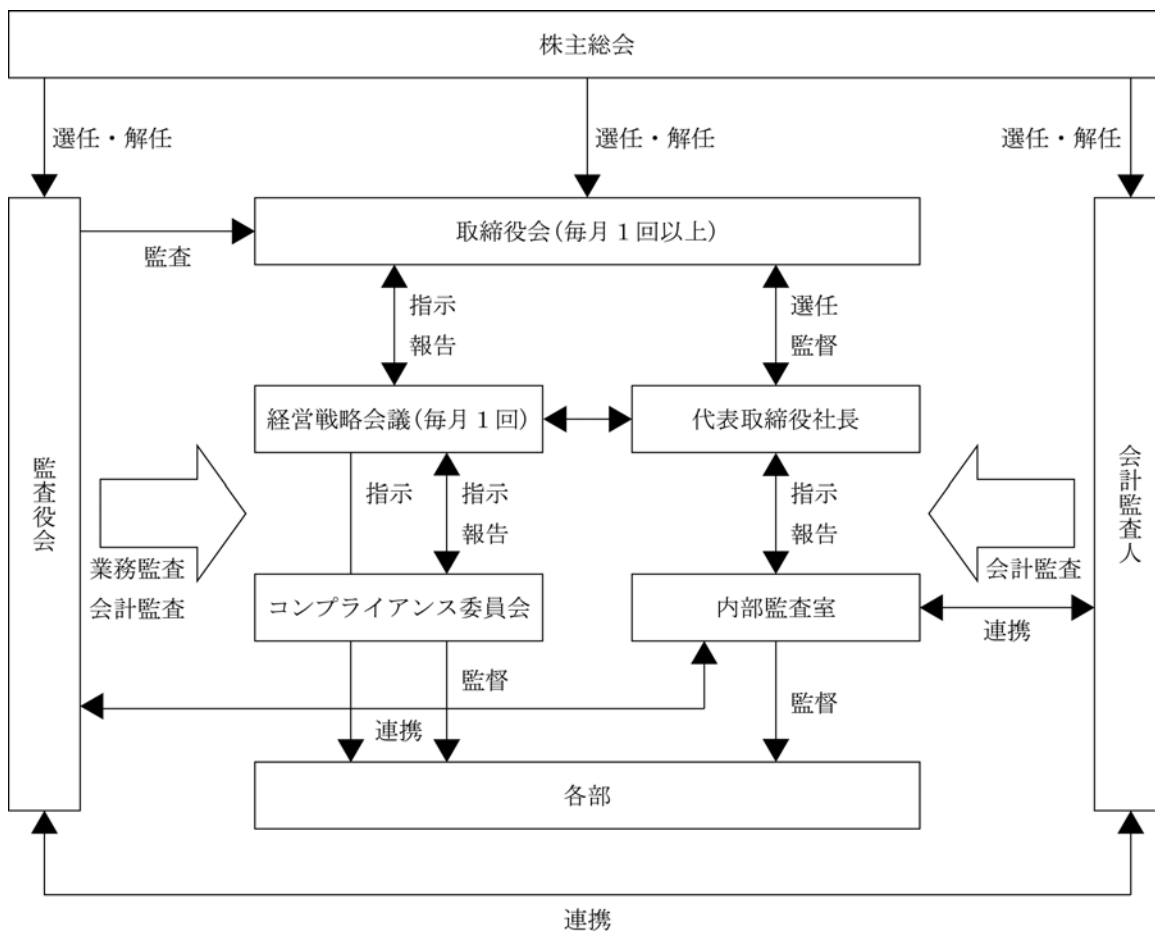 株主総会
選任・解任
選任・解任
選任・解任
取締役会(毎月1回以上)
監査
指示
報告
選任
監督
経営戦略会議(毎月1回)
代表取締役社長
監査役会
会計監査人
指示
指示
報告
指示
報告
業務監査
会計監査
会計監査
コンプライアンス委員会
内部監査室
連携
監督
監督
連携
各部
連携